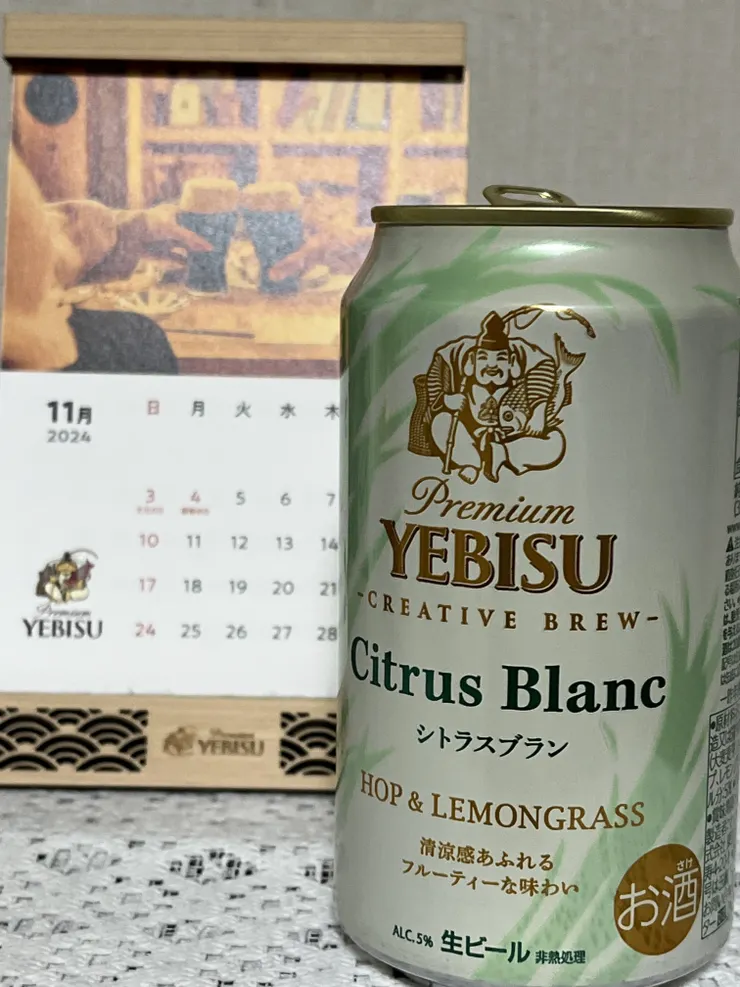 11月
2024
日 月 火 水 木
3 4 5 6 7
10 11 12 13 14
17 18 19 20 21
24 25 26 27 28
Premium
YEBISU
Premium
YEBISU
Premium
YEBISU
-CREATIVE BREW-
Citrus Blanc
シトラスブラン
HOP & LEMONGRASS
清涼感あふれる
フルーティーな味わい
ALC.5% 生ビール 非熱処理
さけ
お酒